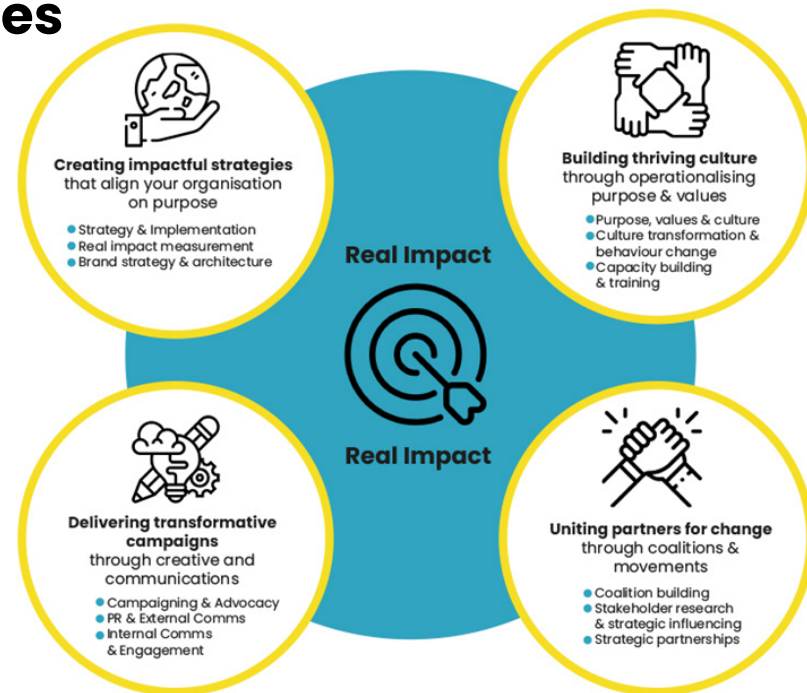 es
Creating impactful strategies
that align your organisation
on purpose
Strategy & Implementation
Real impact measurement
Brand strategy & architecture
Building thriving culture
through operationalising
purpose & values
Purpose, values & culture
Culture transformation &
behaviour change
Capacity building
& training
Real Impact
Real Impact
Delivering transformative
campaigns
through creative and
communications
Campaigning & Advocacy
PR & External Comms
Internal Comms
& Engagement
Uniting partners for change
through coalitions &
movements
Coalition building
Stakeholder research
& strategic influencing
Strategic partnerships